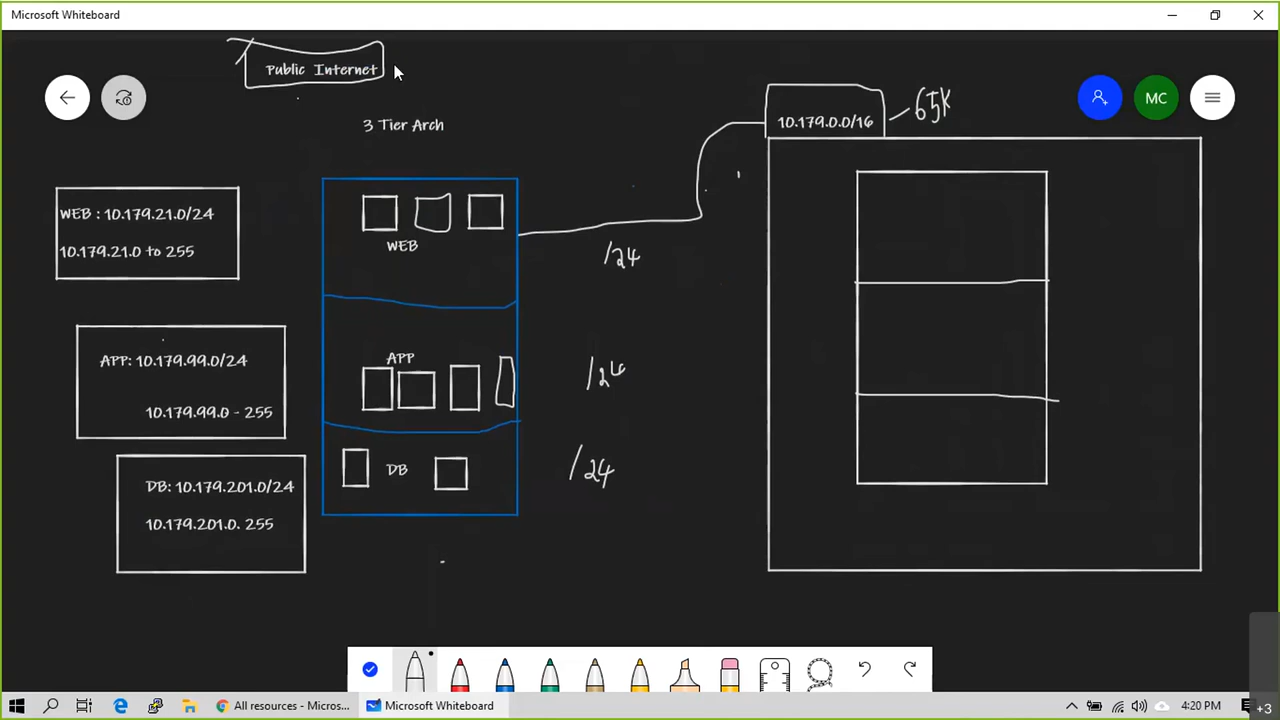 Microsoft Whiteboard
Public Internet
MC
3 Tier Arch
10.179.0.0/16
65K
WEB : 10.179.21.0/24
10.179.21.0 to 255
WEB
/24
APP: 10.179.99.0/24
10.179.99.0 - 255
APP
/24
DB: 10.179.201.0/24
10.179.201.0. 255
DB
/24
All resources - Micros...
Microsoft Whiteboard
4:20 PM
+3